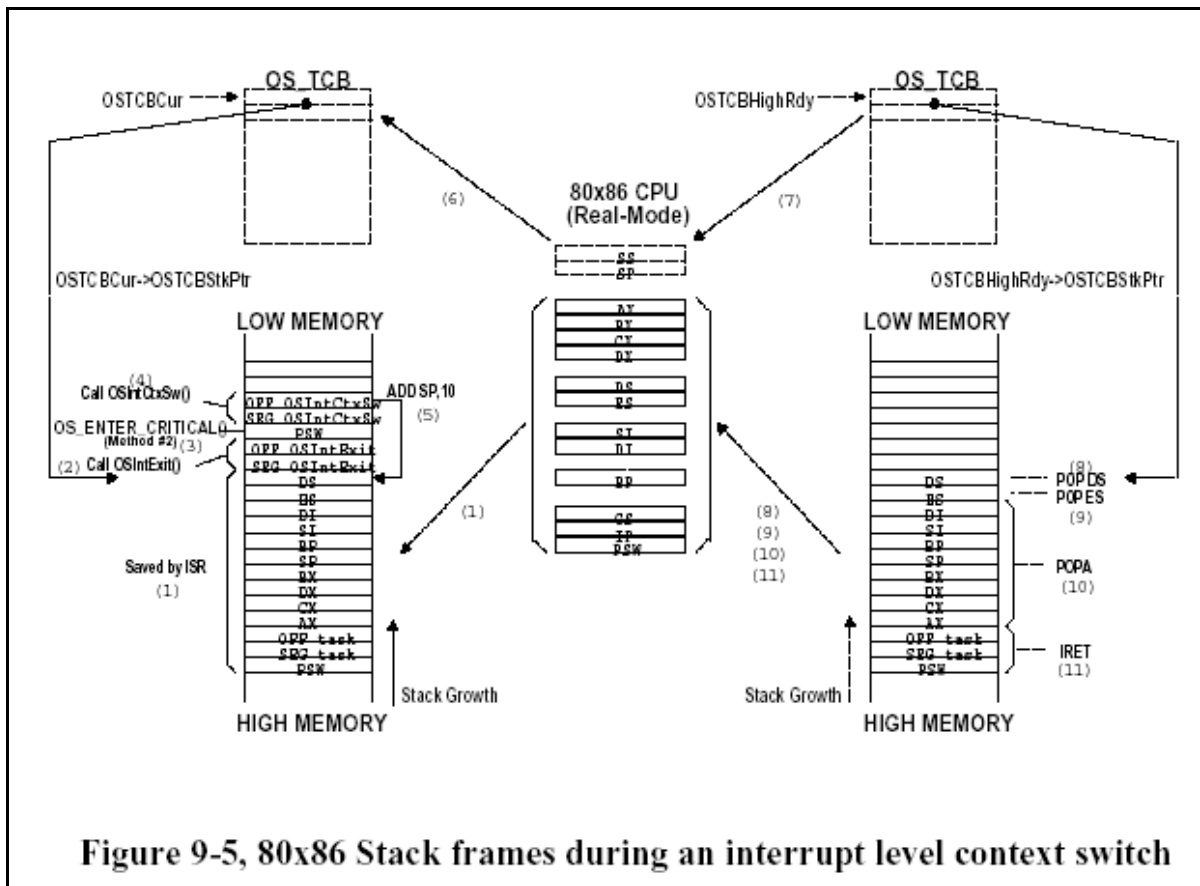 OS_TCB
OSTCBCur
OS_TCB
OSTCBHighRdy
(6)
80x86 CPU
(Real-Mode)
(7)
SS
SP
OSTCBCur->OSTCBStkPtr
OSTCBHighRdy->OSTCBStkPtr
LOW MEMORY
AX
BX
CX
DX
LOW MEMORY
(4)
Call OSIntCtxSw()
OFF OSIntCtxSw
SEG OSIntCtxSw
ADD SP,10
(5)
DS
ES
OS_ENTER_CRITICAL()
(Method #2)
(3)
PSW
SI
DI
(2)
Call OSIntExit()
OFF OSIntExit
SEG OSIntExit
BP
DS
ES
DI
SI
BP
SP
BX
DX
CX
AX
OFF task
SEG task
PSW
Saved by ISR
(1)
(1)
CS
IP
PSW
(8)
(9)
(10)
(11)
DS
ES
DI
SI
BP
SP
BX
DX
CX
AX
OFF task
SEG task
PSW
(8)
POP DS
POP ES
(9)
POPA
(10)
IRET
(11)
Stack Growth
Stack Growth
HIGH MEMORY
HIGH MEMORY
Figure 9-5, 80x86 Stack frames during an interrupt level context switch